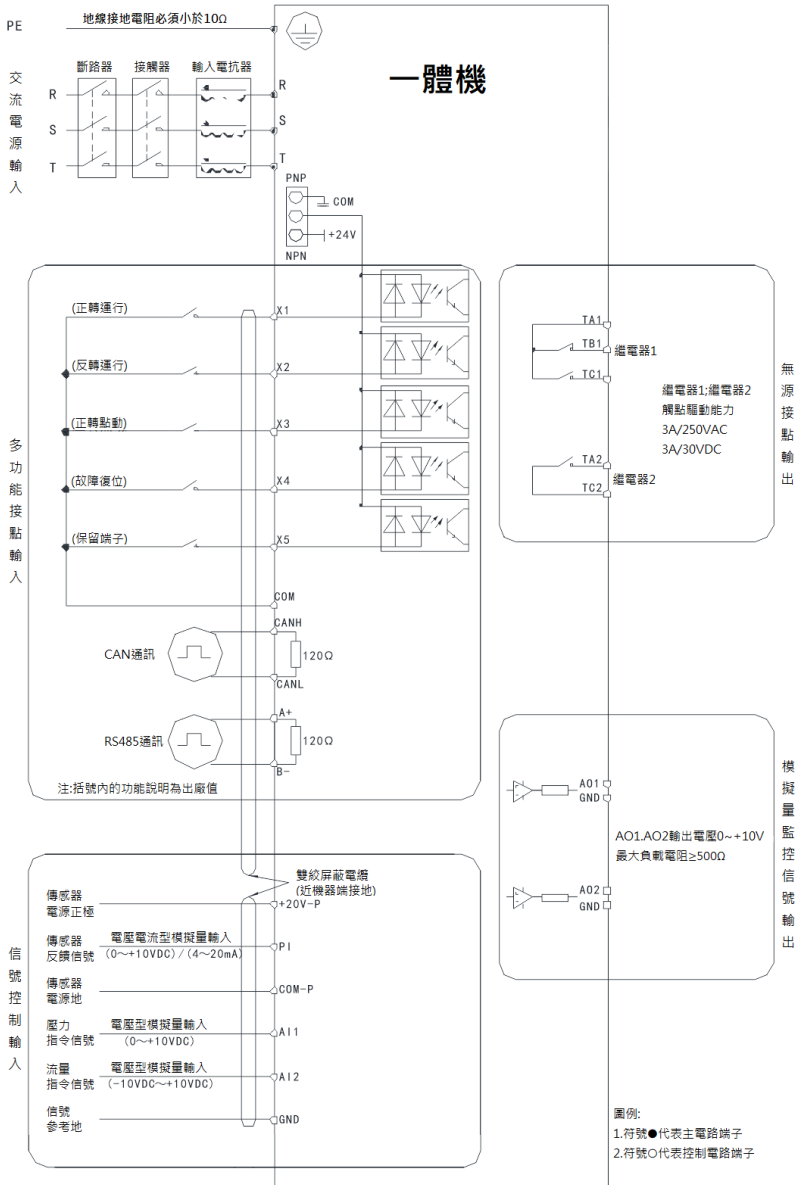 PE
地線接地電阻必須小於10Ω
一體機
交流電源輸入
斷路器
接觸器
輸入電抗器
R
R
S
S
T
T
PNP
COM
+24V
NPN
多功能接點輸入
(正轉運行)
X1
(反轉運行)
X2
(正轉點動)
X3
(故障復位)
X4
(保留端子)
X5
COM
CANH
CAN通訊
120Ω
CANL
A+
RS485通訊
120Ω
B-
注:括號內的功能說明為出廠值
無源接點輸出
TA1
TB1
繼電器1
TC1
繼電器1;繼電器2
觸點驅動能力
3A/250VAC
3A/30VDC
TA2
繼電器2
TC2
模擬量監控信號輸出
AO1
GND
AO1.AO2輸出電壓0~+10V
最大負載電阻≥500Ω
AO2
GND
信號控制輸入
雙絞屏蔽電纜
(近機器端接地)
傳感器
電源正極
+20V-P
傳感器
反饋信號
電壓電流型模擬量輸入
(0~+10VDC)/(4~20mA)
PI
傳感器
電源地
COM-P
壓力
指令信號
電壓型模擬量輸入
(0~+10VDC)
AI1
流量
指令信號
電壓型模擬量輸入
(-10VDC~+10VDC)
AI2
信號
參考地
GND
圖例:
1.符號●代表主電路端子
2.符號○代表控制電路端子